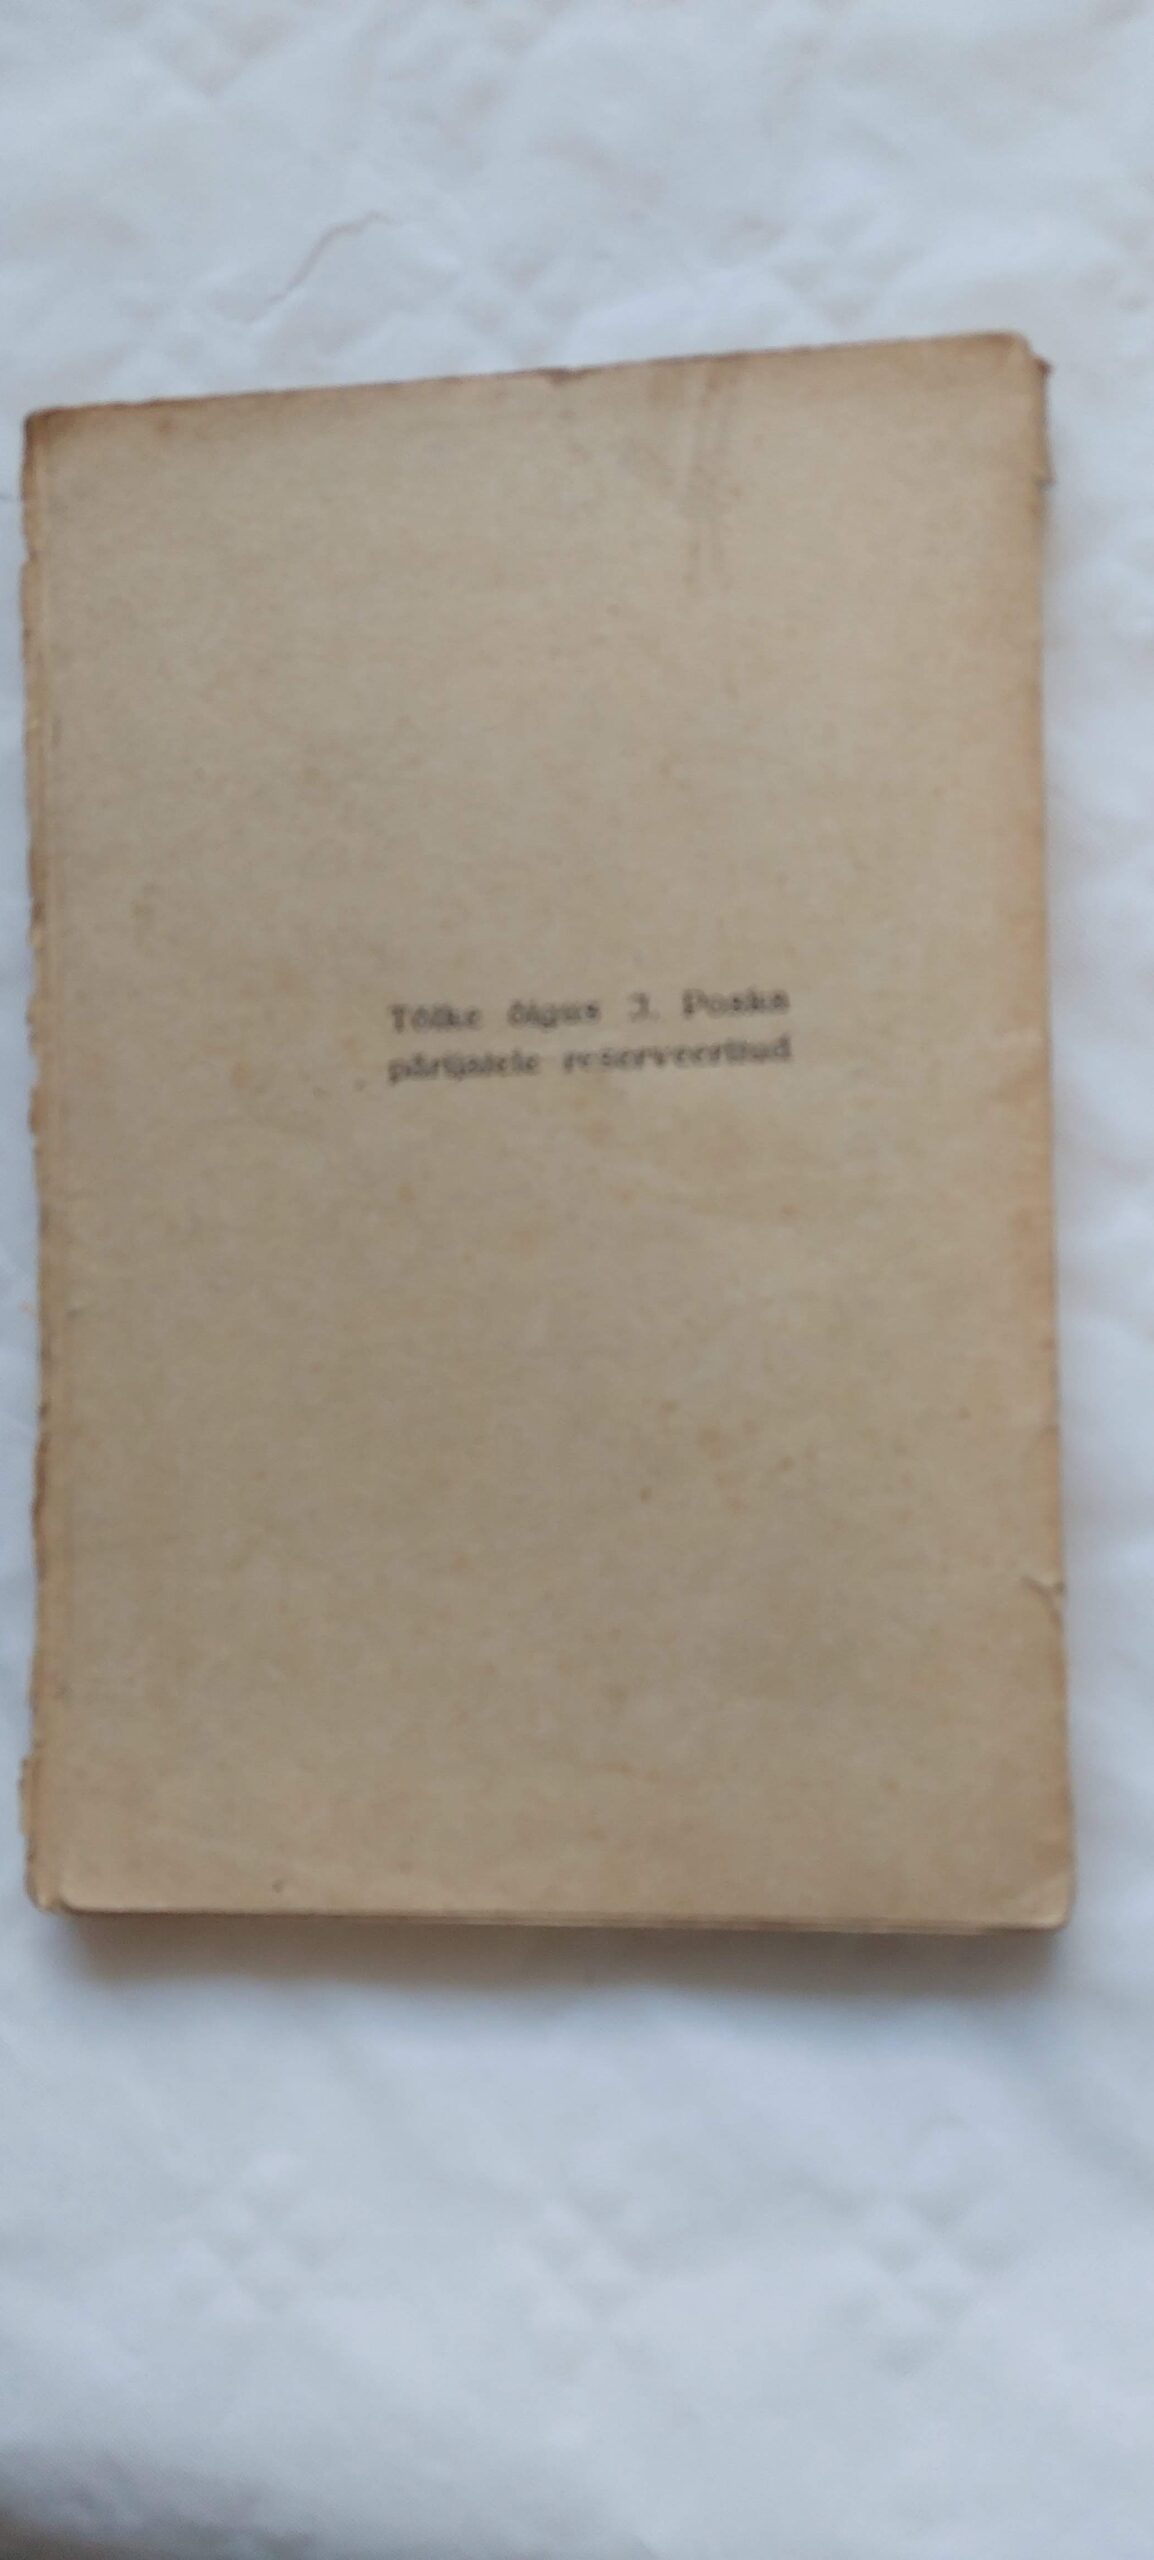 Tõlke õigus J. Poska
pärijatele reserveeritud